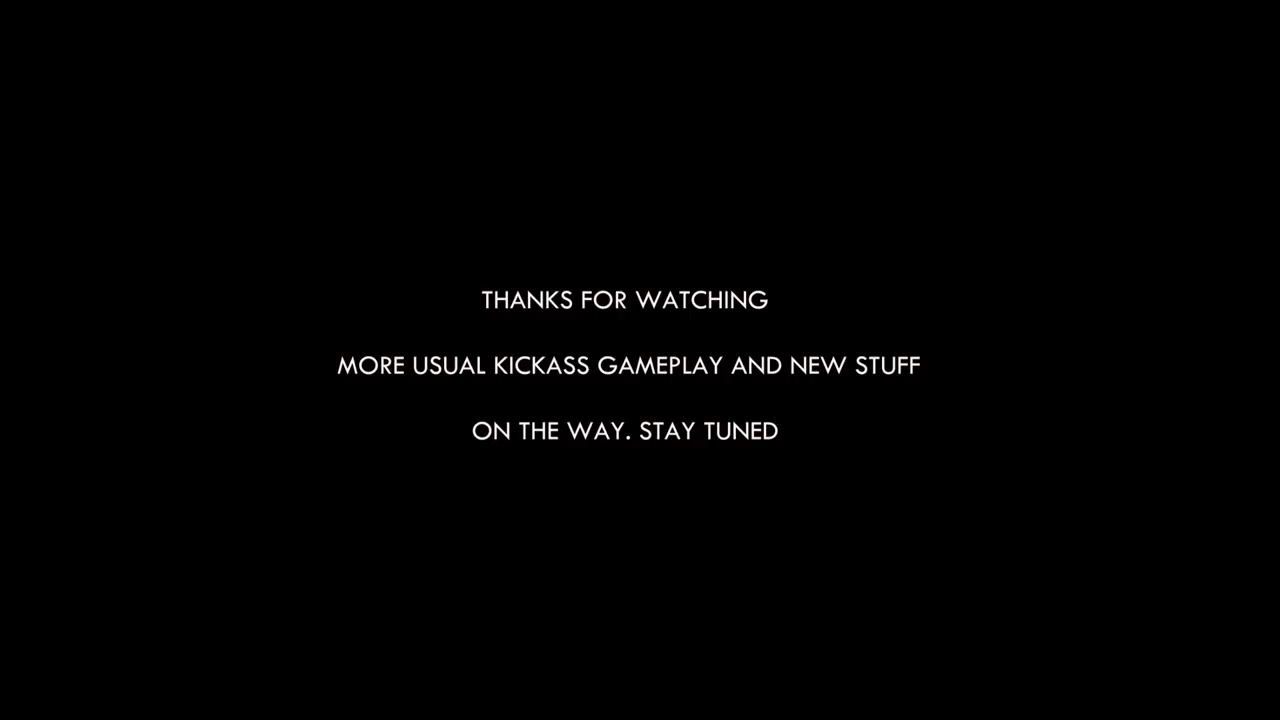 THANKS FOR WATCHING
MORE USUAL KICKASS GAMEPLAY AND NEW STUFF
ON THE WAY. STAY TUNED